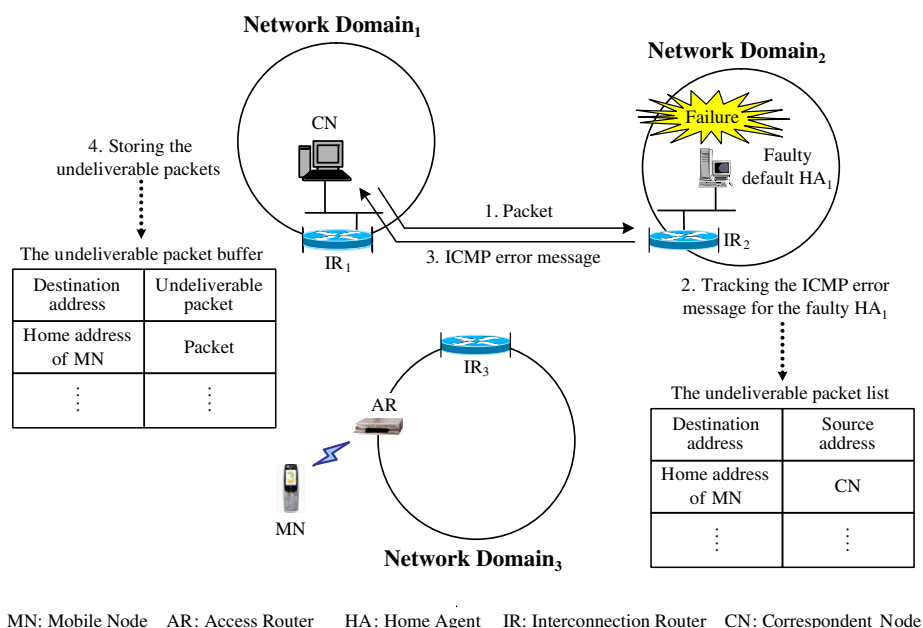 Network Domain₁
Network Domain₂
Failure
CN
Faulty
default HA₁
4. Storing the
undeliverable packets
1. Packet
3. ICMP error message
IR₁
IR₂
The undeliverable packet buffer
Destination
address
Undeliverable
packet
Home address
of MN
Packet
⋮
⋮
2. Tracking the ICMP error
message for the faulty HA₁
IR₃
AR
MN
Network Domain₃
The undeliverable packet list
Destination
address
Source
address
Home address
of MN
CN
⋮
⋮
MN: Mobile Node AR: Access Router HA: Home Agent IR: Interconnection Router CN: Correspondent Node